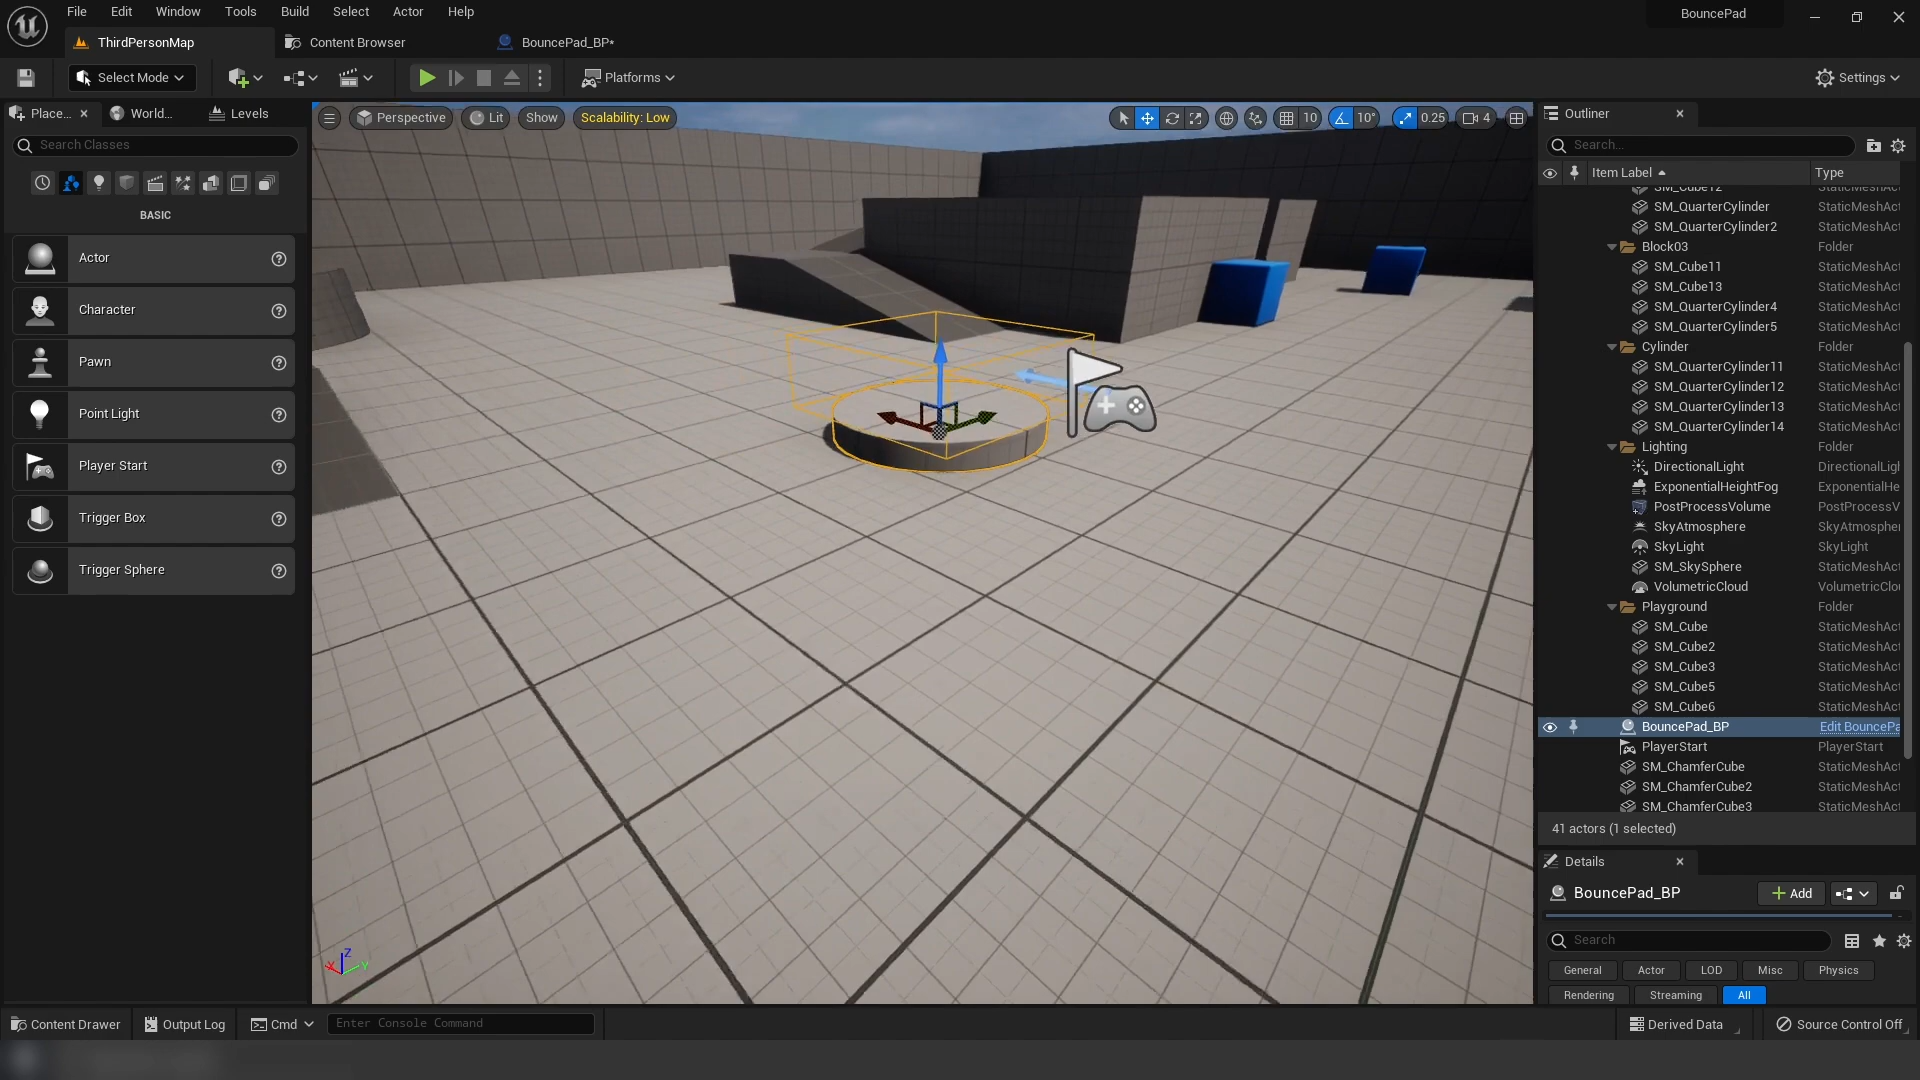 File Edit Window Tools Build Select Actor Help
BouncePad
ThirdPersonMap
Content Browser
BouncePad_BP*
Select Mode
Platforms
Settings
Place...
World...
Levels
Search Classes
BASIC
Actor
Character
Pawn
Point Light
Player Start
Trigger Box
Trigger Sphere
Perspective
Lit
Show
Scalability: Low
10
10°
0.25
4
Z
X
Y
Outliner
Search...
Item Label
Type
SM_Cube12 StaticMeshAct
SM_QuarterCylinder StaticMeshAct
SM_QuarterCylinder2 StaticMeshAct
Block03 Folder
SM_Cube11 StaticMeshAct
SM_Cube13 StaticMeshAct
SM_QuarterCylinder4 StaticMeshAct
SM_QuarterCylinder5 StaticMeshAct
Cylinder Folder
SM_QuarterCylinder11 StaticMeshAct
SM_QuarterCylinder12 StaticMeshAct
SM_QuarterCylinder13 StaticMeshAct
SM_QuarterCylinder14 StaticMeshAct
Lighting Folder
DirectionalLight DirectionalLigh
ExponentialHeightFog ExponentialHe
PostProcessVolume PostProcessV
SkyAtmosphere SkyAtmospher
SkyLight SkyLight
SM_SkySphere StaticMeshAct
VolumetricCloud VolumetricClou
Playground Folder
SM_Cube StaticMeshAct
SM_Cube2 StaticMeshAct
SM_Cube3 StaticMeshAct
SM_Cube5 StaticMeshAct
SM_Cube6 StaticMeshAct
BouncePad_BP Edit BouncePa
PlayerStart PlayerStart
SM_ChamferCube StaticMeshAct
SM_ChamferCube2 StaticMeshAct
SM_ChamferCube3 StaticMeshAct
41 actors (1 selected)
Details
BouncePad_BP
Add
Search
General Actor LOD Misc Physics
Rendering Streaming All
Content Drawer
Output Log
Cmd
Enter Console Command
Derived Data
Source Control Off